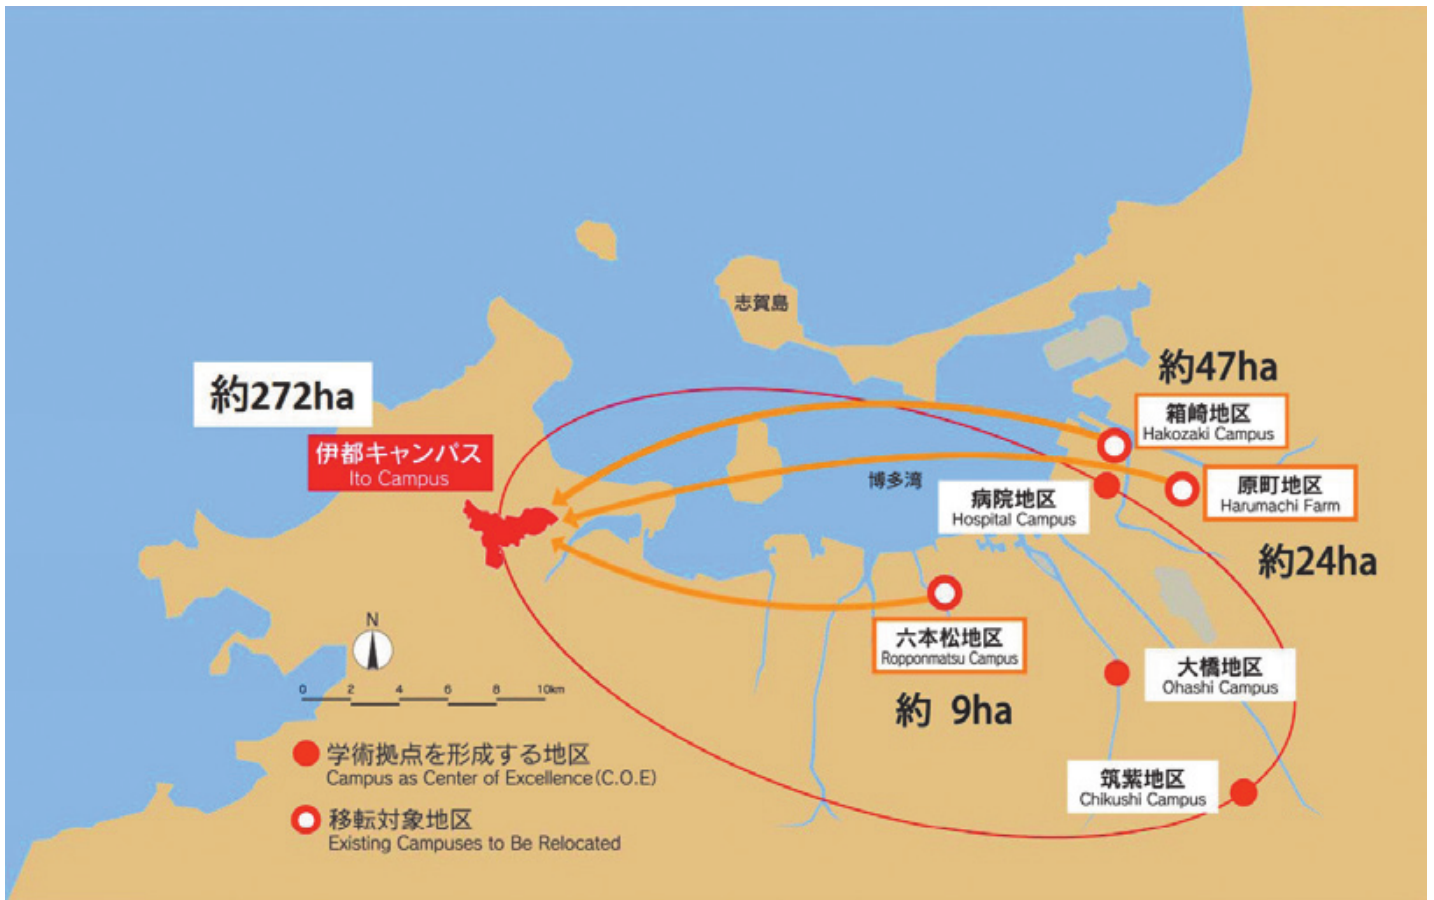 志賀島
約47ha
約272ha
箱崎地区
Hakozaki Campus
伊都キャンパス
Ito Campus
博多湾
病院地区
Hospital Campus
原町地区
Harumachi Farm
約24ha
N
六本松地区
Ropponmatsu Campus
大橋地区
Ohashi Campus
0 2 4 6 8 10km
約 9ha
学術拠点を形成する地区
Campus as Center of Excellence(C.O.E)
筑紫地区
Chikushi Campus
移転対象地区
Existing Campuses to Be Relocated